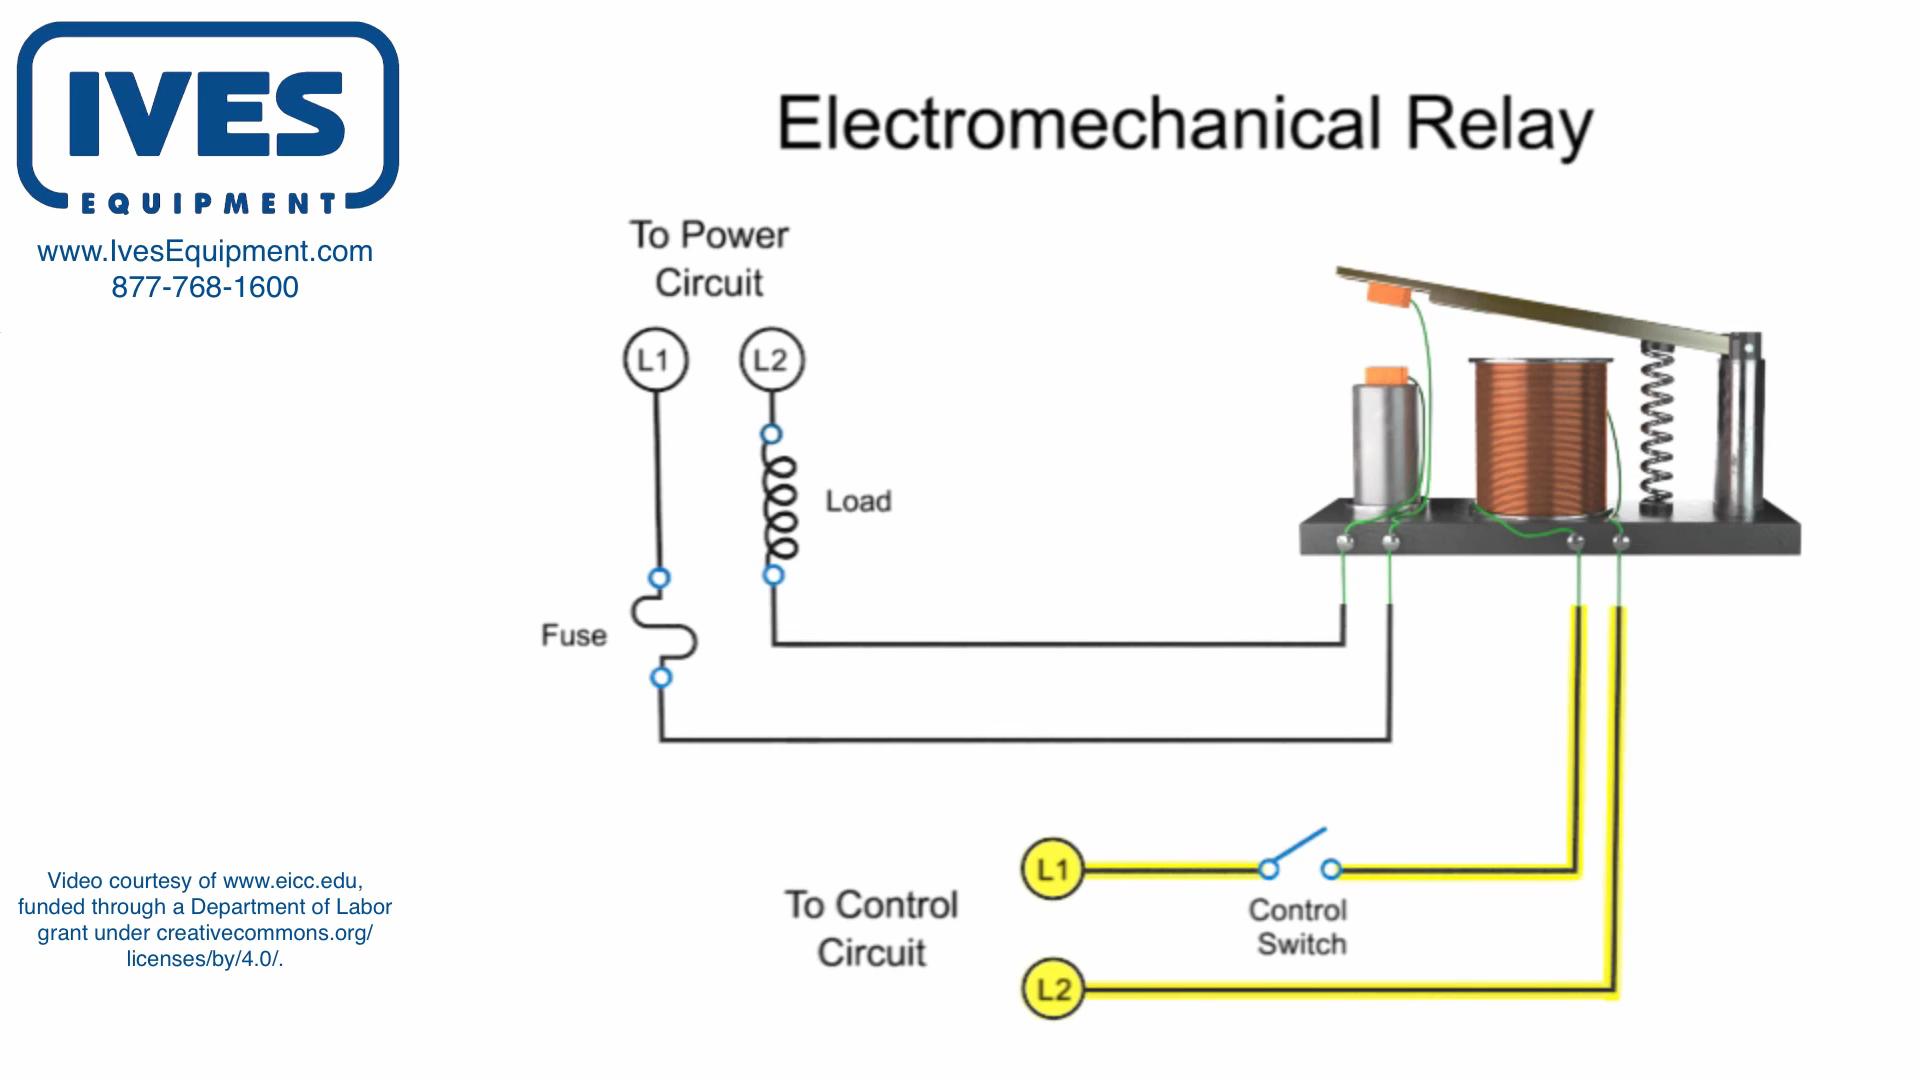 IVES
EQUIPMENT
www.IvesEquipment.com
877-768-1600
Electromechanical Relay
To Power
Circuit
L1
L2
Load
Fuse
L1
To Control
Circuit
Control
Switch
L2
Video courtesy of www.eicc.edu,
funded through a Department of Labor
grant under creativecommons.org/
licenses/by/4.0/.